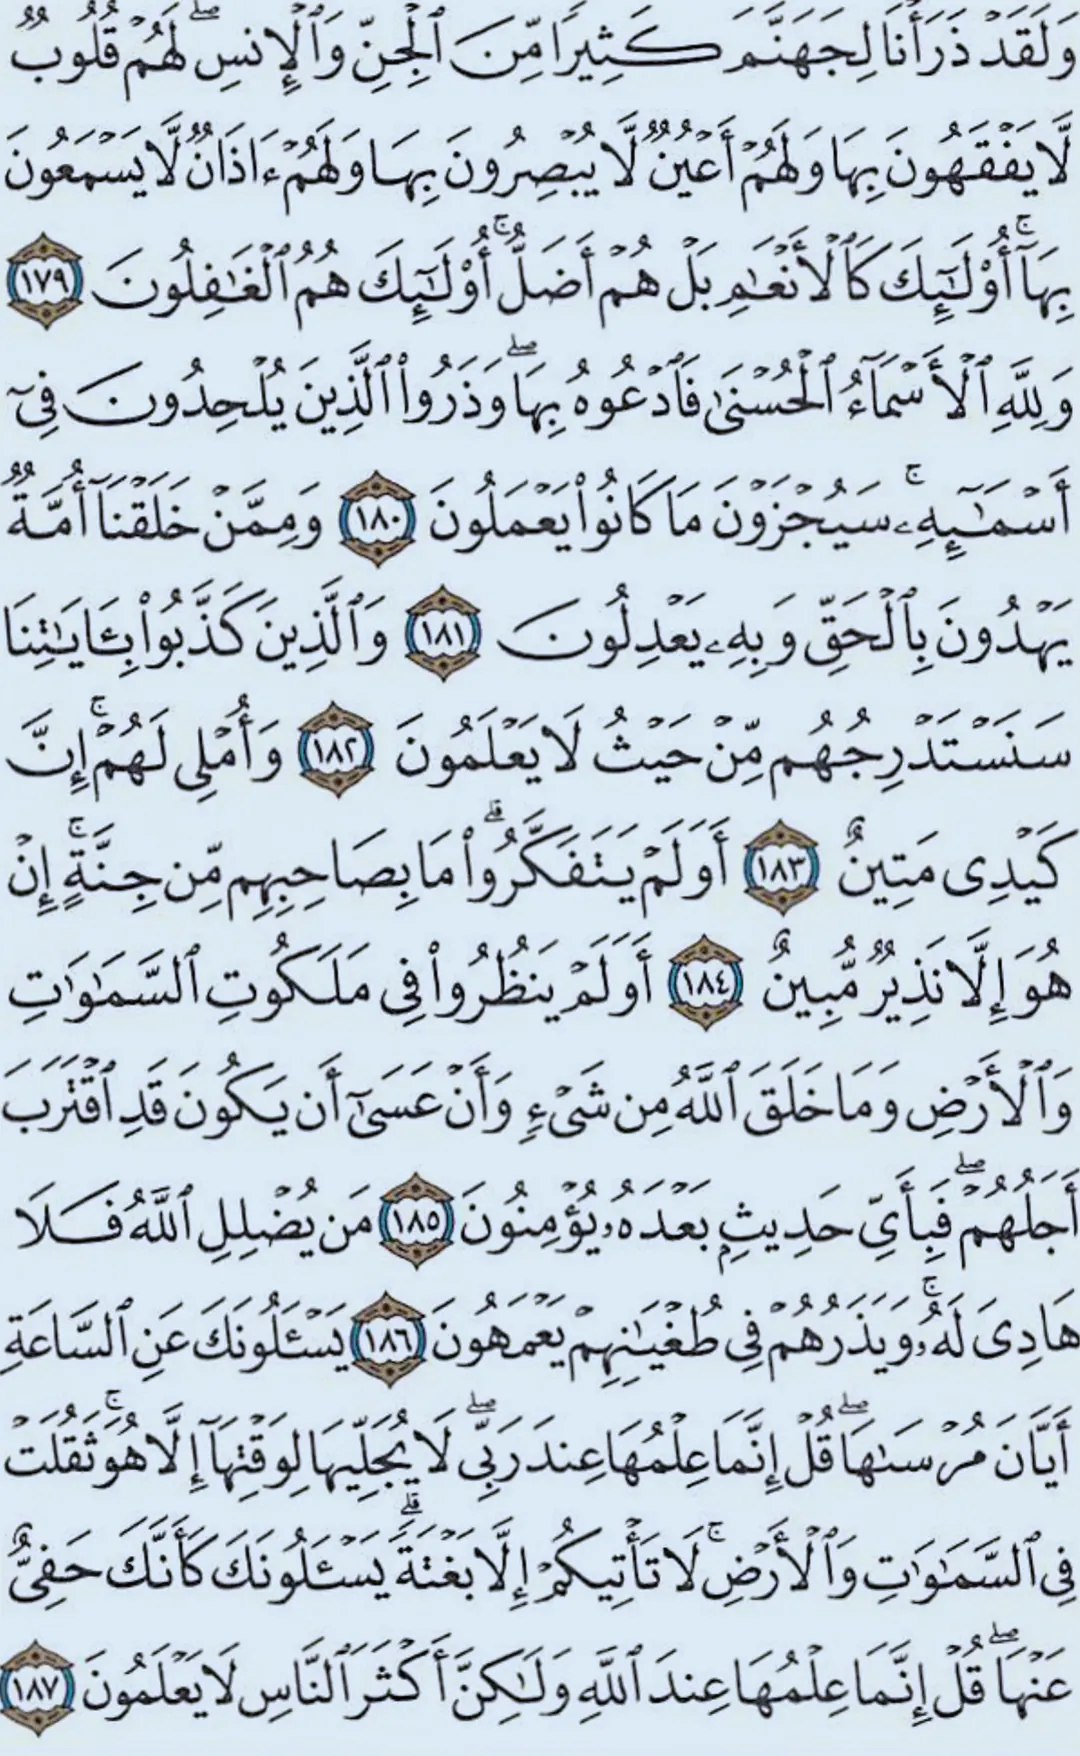 وَلَقَدْ ذَرَأْنَا لِجَهَنَّمَ كَثِيرًا مِّنَ ٱلْجِنِّ وَٱلْإِنسِ ۖ لَهُمْ قُلُوبٌ
لَّا يَفْقَهُونَ بِهَا وَلَهُمْ أَعْيُنٌ لَّا يُبْصِرُونَ بِهَا وَلَهُمْ ءَاذَانٌ لَّا يَسْمَعُونَ
بِهَآ ۚ أُو۟لَـٰٓئِكَ كَٱلْأَنْعَـٰمِ بَلْ هُمْ أَضَلُّ ۚ أُو۟لَـٰٓئِكَ هُمُ ٱلْغَـٰفِلُونَ ١٧٩
وَلِلَّهِ ٱلْأَسْمَآءُ ٱلْحُسْنَىٰ فَٱدْعُوهُ بِهَا ۖ وَذَرُوا۟ ٱلَّذِينَ يُلْحِدُونَ فِىٓ
أَسْمَـٰٓئِهِۦ ۚ سَيُجْزَوْنَ مَا كَانُوا۟ يَعْمَلُونَ ١٨٠ وَمِمَّنْ خَلَقْنَآ أُمَّةٌ
يَهْدُونَ بِٱلْحَقِّ وَبِهِۦ يَعْدِلُونَ ١٨١ وَٱلَّذِينَ كَذَّبُوا۟ بِـَٔايَـٰتِنَا
سَنَسْتَدْرِجُهُم مِّنْ حَيْثُ لَا يَعْلَمُونَ ١٨٢ وَأُمْلِى لَهُمْ ۚ إِنَّ
كَيْدِى مَتِينٌ ١٨٣ أَوَلَمْ يَتَفَكَّرُوا۟ ۗ مَا بِصَاحِبِهِم مِّن جِنَّةٍ ۚ إِنْ
هُوَ إِلَّا نَذِيرٌ مُّبِينٌ ١٨٤ أَوَلَمْ يَنظُرُوا۟ فِى مَلَكُوتِ ٱلسَّمَـٰوَٰتِ
وَٱلْأَرْضِ وَمَا خَلَقَ ٱللَّهُ مِن شَىْءٍ وَأَنْ عَسَىٰٓ أَن يَكُونَ قَدِ ٱقْتَرَبَ
أَجَلُهُمْ ۖ فَبِأَىِّ حَدِيثٍۭ بَعْدَهُۥ يُؤْمِنُونَ ١٨٥ مَن يُضْلِلِ ٱللَّهُ فَلَا
هَادِىَ لَهُۥ ۚ وَيَذَرُهُمْ فِى طُغْيَـٰنِهِمْ يَعْمَهُونَ ١٨٦ يَسْـَٔلُونَكَ عَنِ ٱلسَّاعَةِ
أَيَّانَ مُرْسَىٰهَا ۖ قُلْ إِنَّمَا عِلْمُهَا عِندَ رَبِّى ۖ لَا يُجَلِّيهَا لِوَقْتِهَآ إِلَّا هُوَ ۚ ثَقُلَتْ
فِى ٱلسَّمَـٰوَٰتِ وَٱلْأَرْضِ ۚ لَا تَأْتِيكُمْ إِلَّا بَغْتَةً ۗ يَسْـَٔلُونَكَ كَأَنَّكَ حَفِىٌّ
عَنْهَا ۖ قُلْ إِنَّمَا عِلْمُهَا عِندَ ٱللَّهِ وَلَـٰكِنَّ أَكْثَرَ ٱلنَّاسِ لَا يَعْلَمُونَ ١٨٧